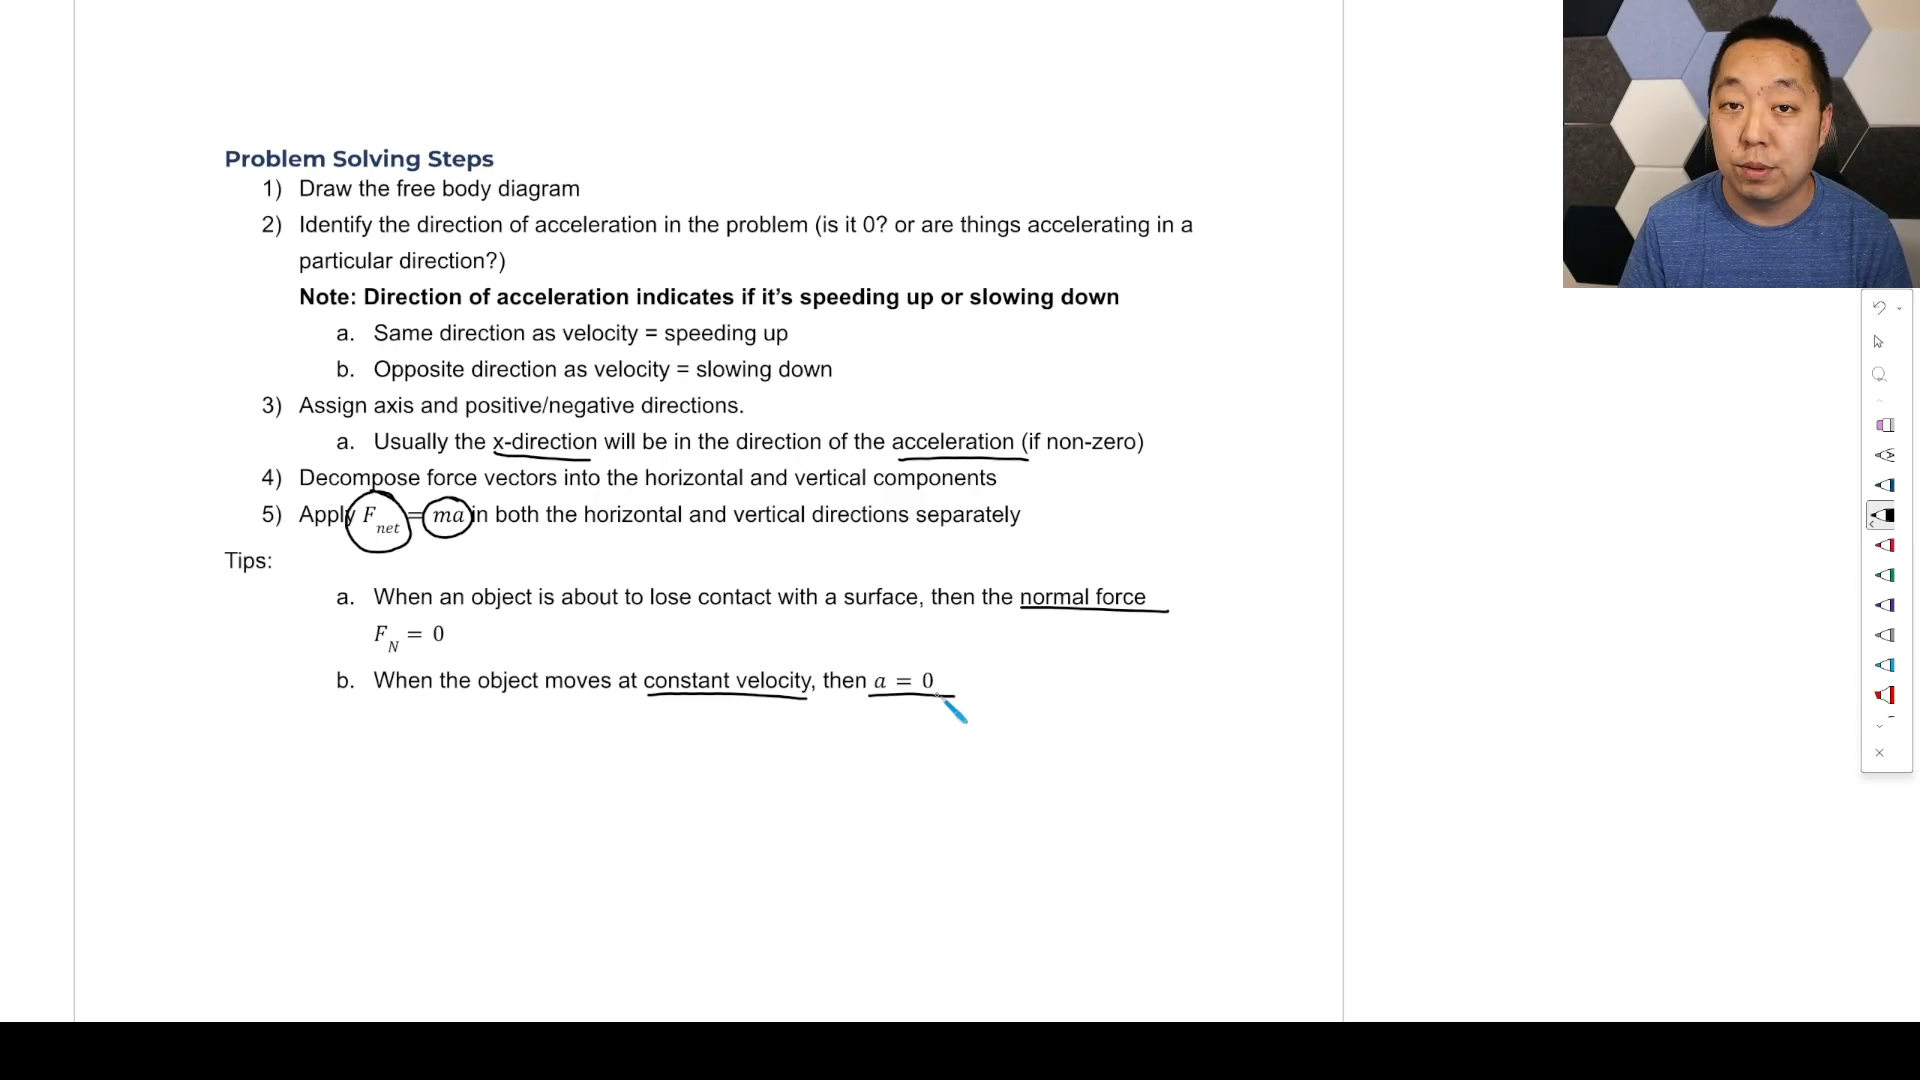 Problem Solving Steps
1) Draw the free body diagram
2) Identify the direction of acceleration in the problem (is it 0? or are things accelerating in a
particular direction?)
Note: Direction of acceleration indicates if it’s speeding up or slowing down
a. Same direction as velocity = speeding up
b. Opposite direction as velocity = slowing down
3) Assign axis and positive/negative directions.
a. Usually the x-direction will be in the direction of the acceleration (if non-zero)
4) Decompose force vectors into the horizontal and vertical components
5) Apply F_net = ma in both the horizontal and vertical directions separately
Tips:
a. When an object is about to lose contact with a surface, then the normal force
F_N = 0
b. When the object moves at constant velocity, then a = 0